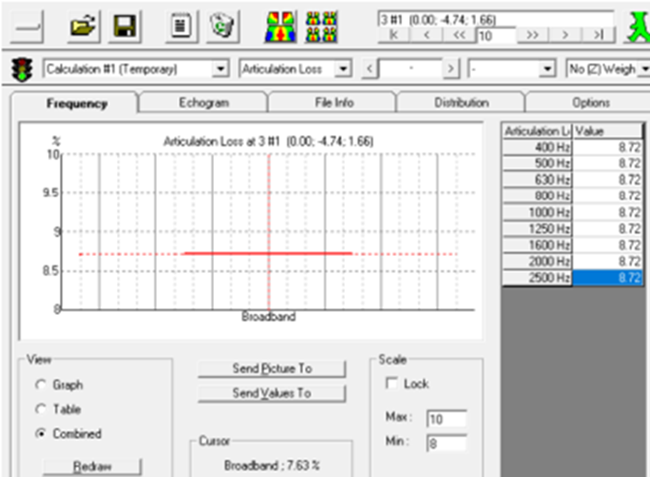 3 #1 (0.00; -4.74; 1.66)
|< < << 10 >> > >|
Calculation #1 (Temporary) Articulation Loss < - > - No (Z) Weigh
Frequency Echogram File Info Distribution Options
% Articulation Loss at 3 #1 (0.00; -4.74; 1.66)
10
9.5
9
8.5
8
Broadband
Articulation L Value
400 Hz 8.72
500 Hz 8.72
630 Hz 8.72
800 Hz 8.72
1000 Hz 8.72
1250 Hz 8.72
1600 Hz 8.72
2000 Hz 8.72
2500 Hz 8.72
View
Graph
Table
Combined
Redraw
Send Picture To
Send Values To
Cursor
Broadband ; 7.63 %
Scale
Lock
Max : 10
Min : 8